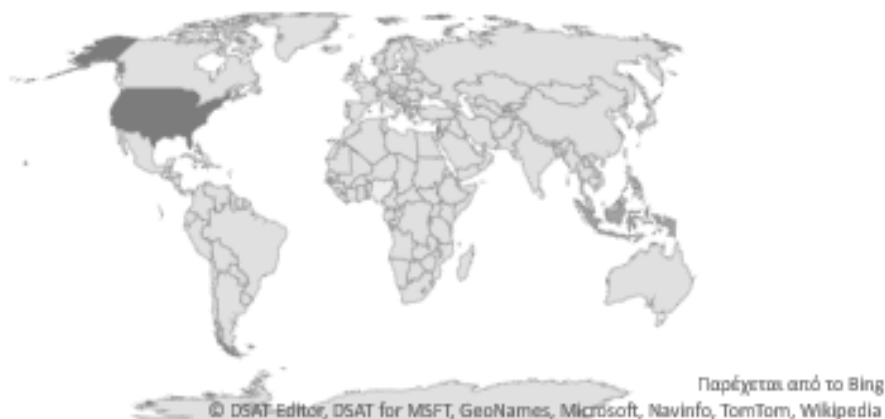 Παρέχεται από το Bing
© DSAT Editor, DSAT for MSFT, GeoNames, Microsoft, Navinfo, TomTom, Wikipedia